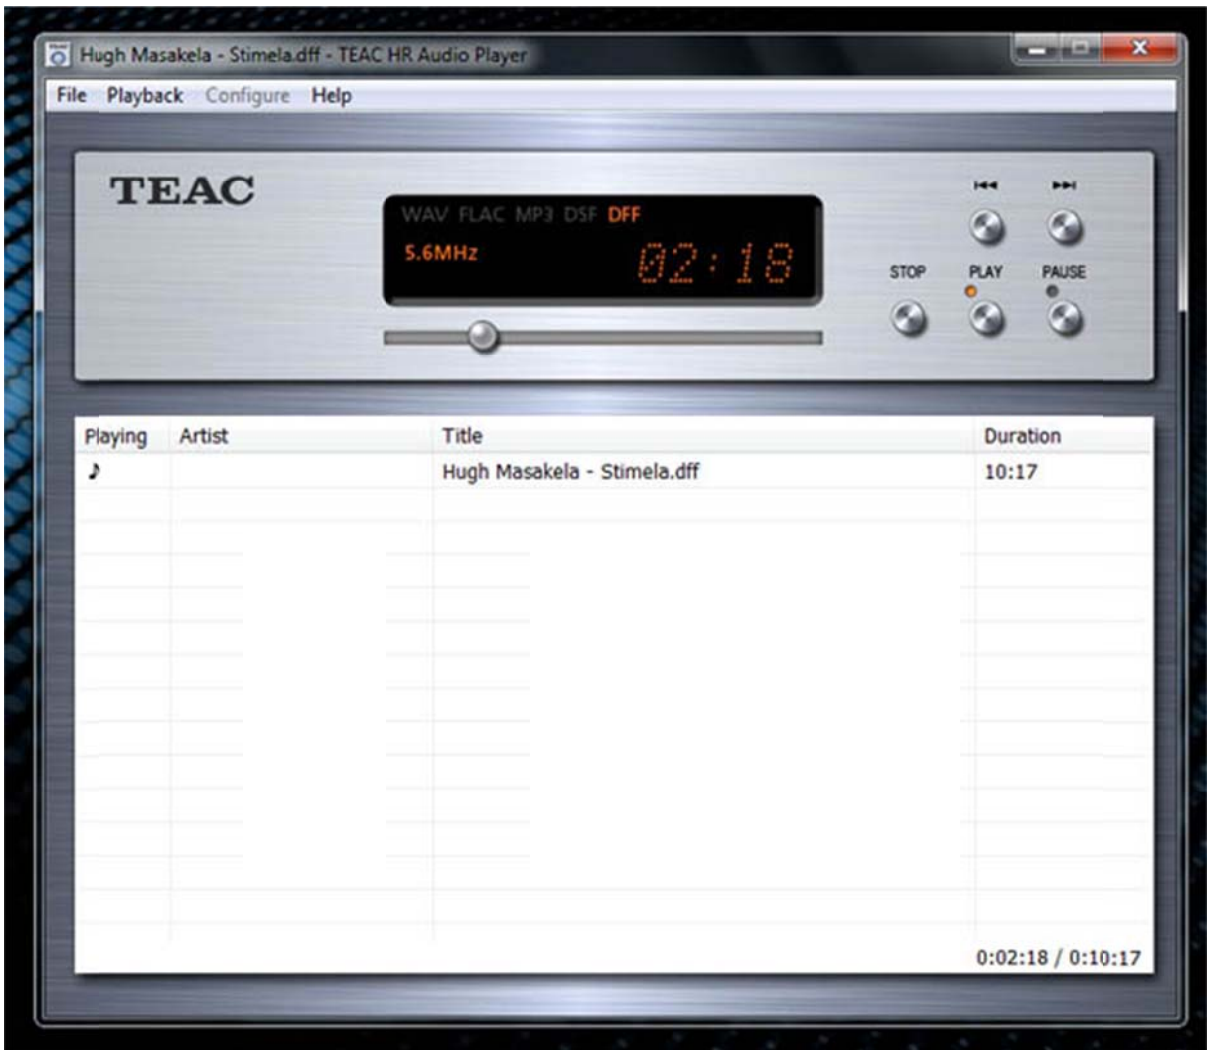 Hugh Masakela - Stimela.dff - TEAC HR Audio Player
File Playback Configure Help
TEAC
WAV FLAC MP3 DSF DFF
5.6MHz 02:18
STOP PLAY PAUSE
Playing Artist Title Duration
Hugh Masakela - Stimela.dff 10:17
0:02:18 / 0:10:17